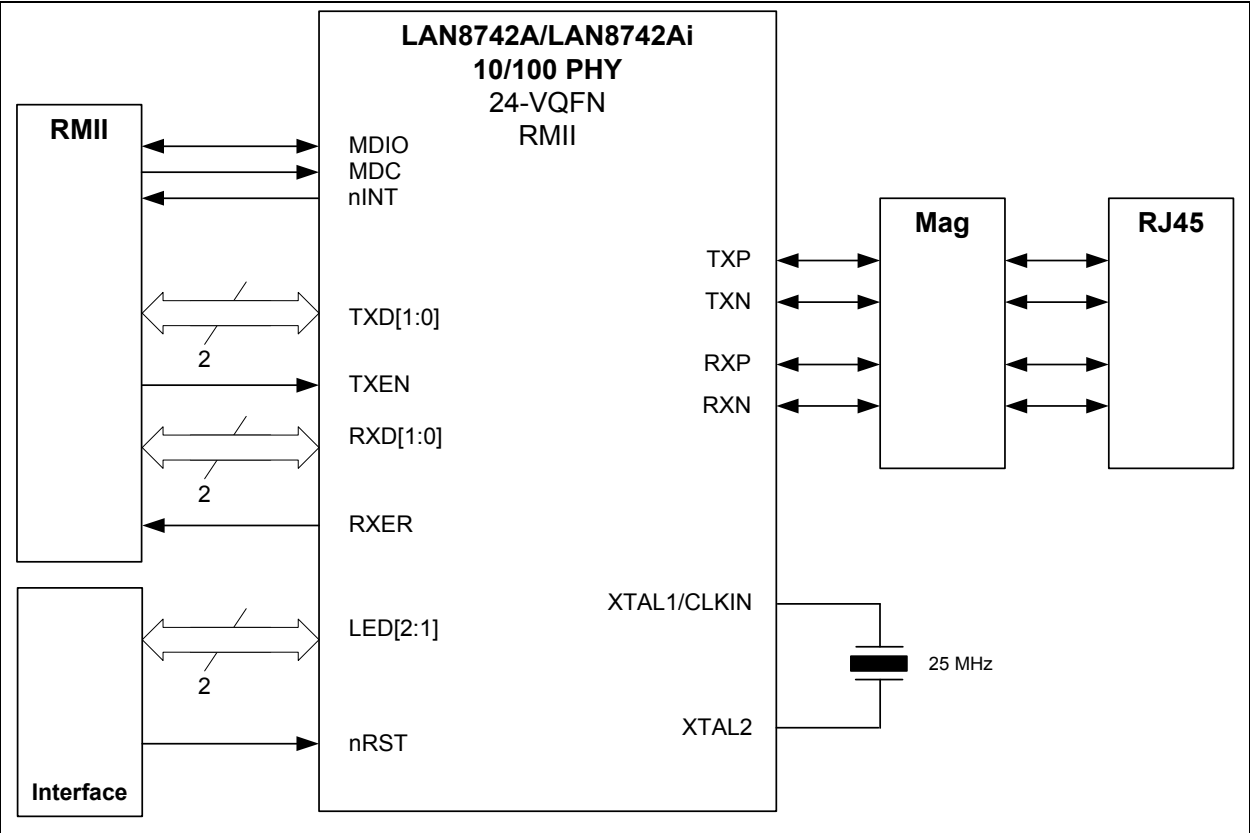 LAN8742A/LAN8742Ai
10/100 PHY
24-VQFN
RMII
RMII
MDIO
MDC
nINT
TXD[1:0]
2
TXEN
RXD[1:0]
2
RXER
LED[2:1]
2
nRST
Interface
TXP
TXN
RXP
RXN
Mag
RJ45
XTAL1/CLKIN
25 MHz
XTAL2